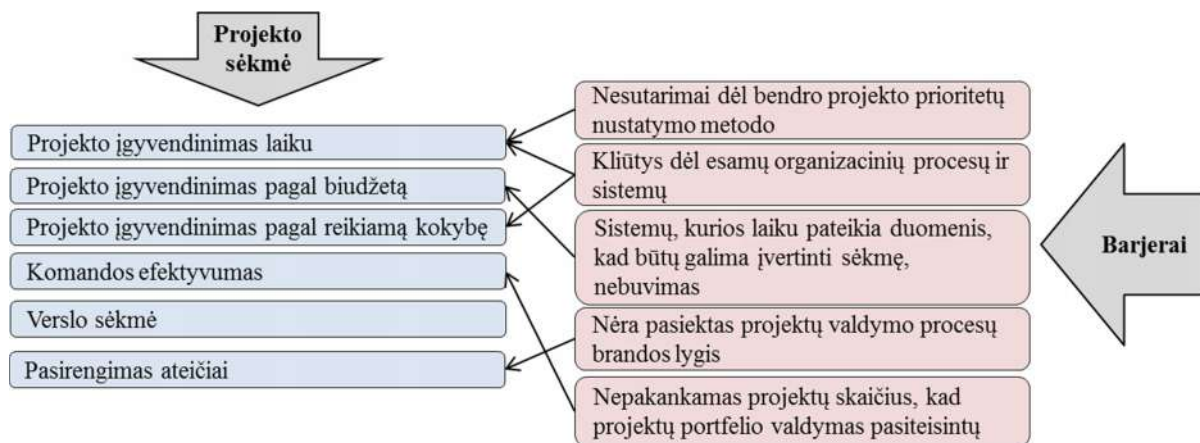 Projekto
sėkmė
Projekto įgyvendinimas laiku
Projekto įgyvendinimas pagal biudžetą
Projekto įgyvendinimas pagal reikiamą kokybę
Komandos efektyvumas
Verslo sėkmė
Pasirengimas ateičiai
Nesutarimai dėl bendro projekto prioritetų
nustatymo metodo
Kliūtys dėl esamų organizacinių procesų ir
sistemų
Sistemų, kurios laiku pateikia duomenis,
kad būtų galima įvertinti sėkmę,
nebuvimas
Nėra pasiektas projektų valdymo procesų
brandos lygis
Nepakankamas projektų skaičius, kad
projektų portfelio valdymas pasiteisintų
Barjerai